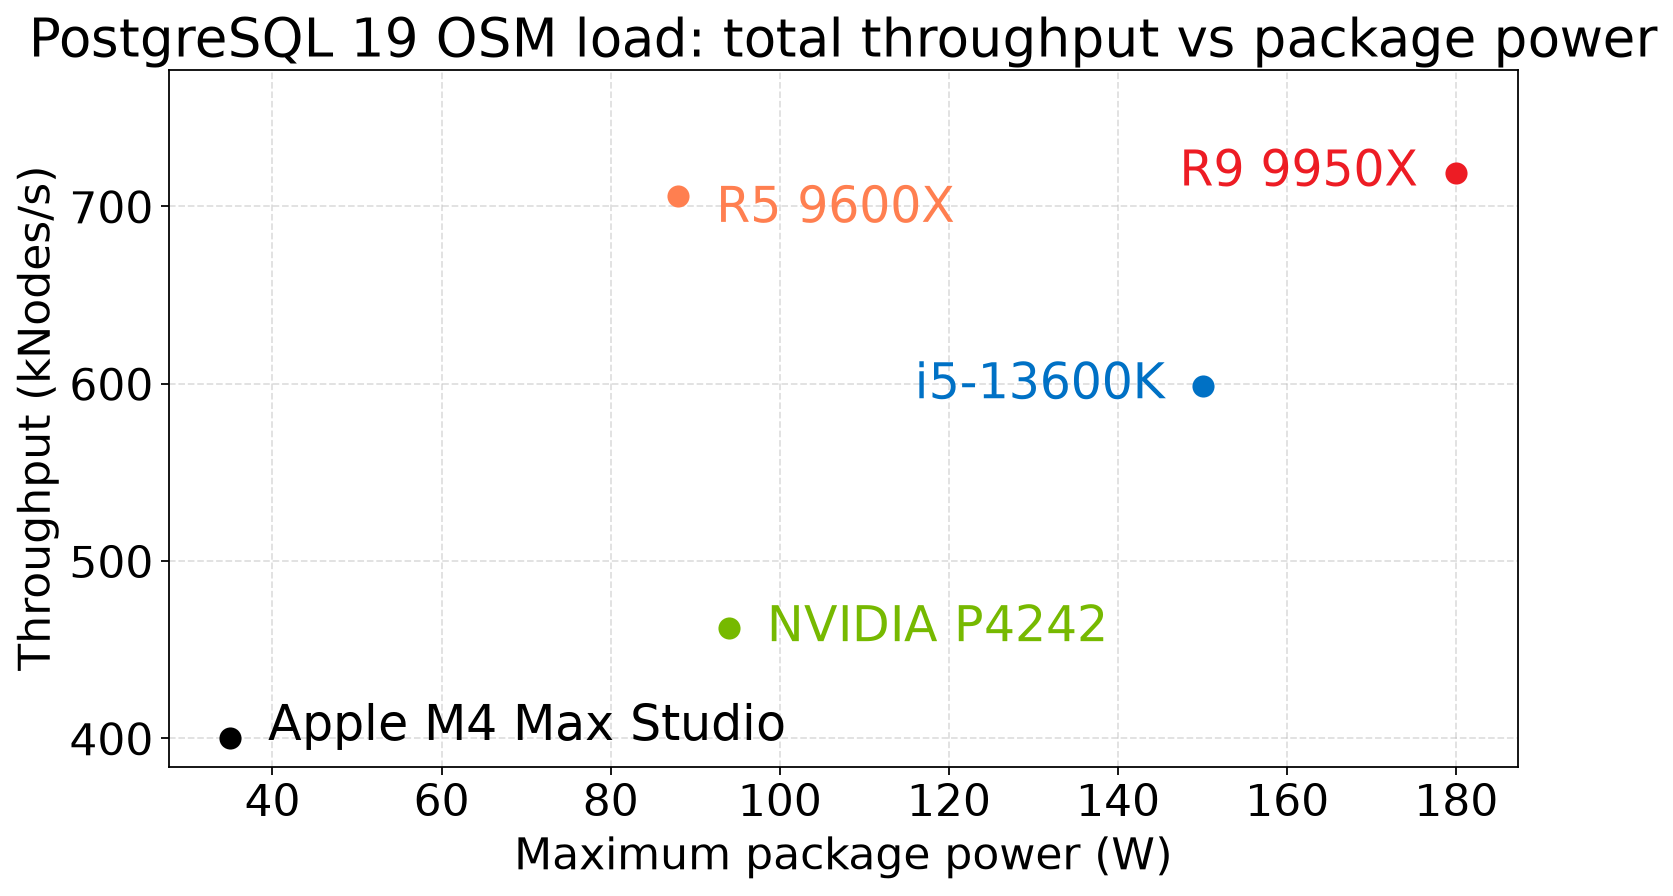 PostgreSQL 19 OSM load: total throughput vs package power
Throughput (kNodes/s)
700
600
500
400
R9 9950X
R5 9600X
i5-13600K
NVIDIA P4242
Apple M4 Max Studio
40 60 80 100 120 140 160 180
Maximum package power (W)